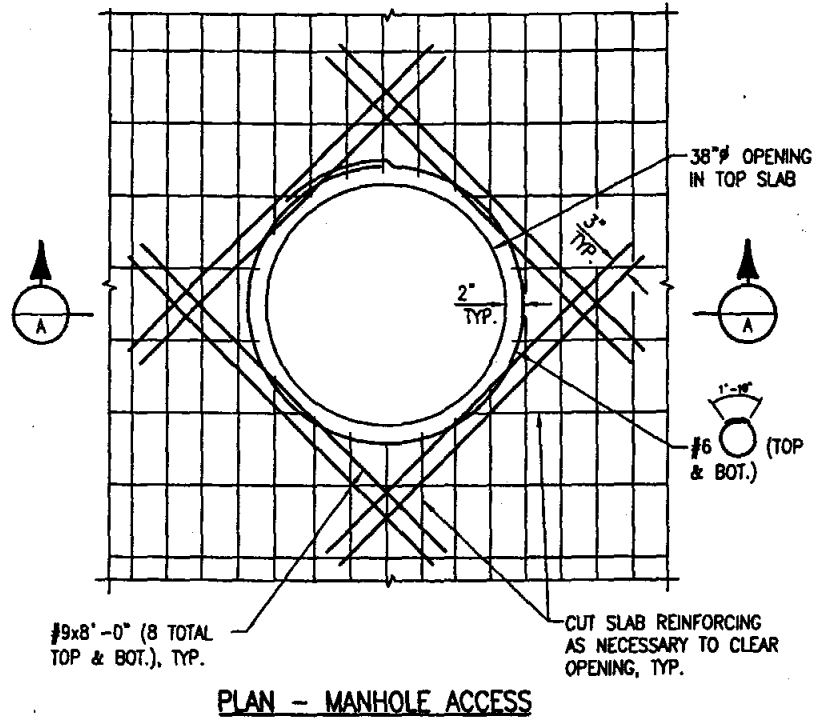 38"ø OPENING
IN TOP SLAB
3"
TYP.
A
2"
TYP.
A
1'-10"
#6
(TOP
& BOT.)
#9x8'-0" (8 TOTAL
TOP & BOT.), TYP.
CUT SLAB REINFORCING
AS NECESSARY TO CLEAR
OPENING, TYP.
PLAN - MANHOLE ACCESS